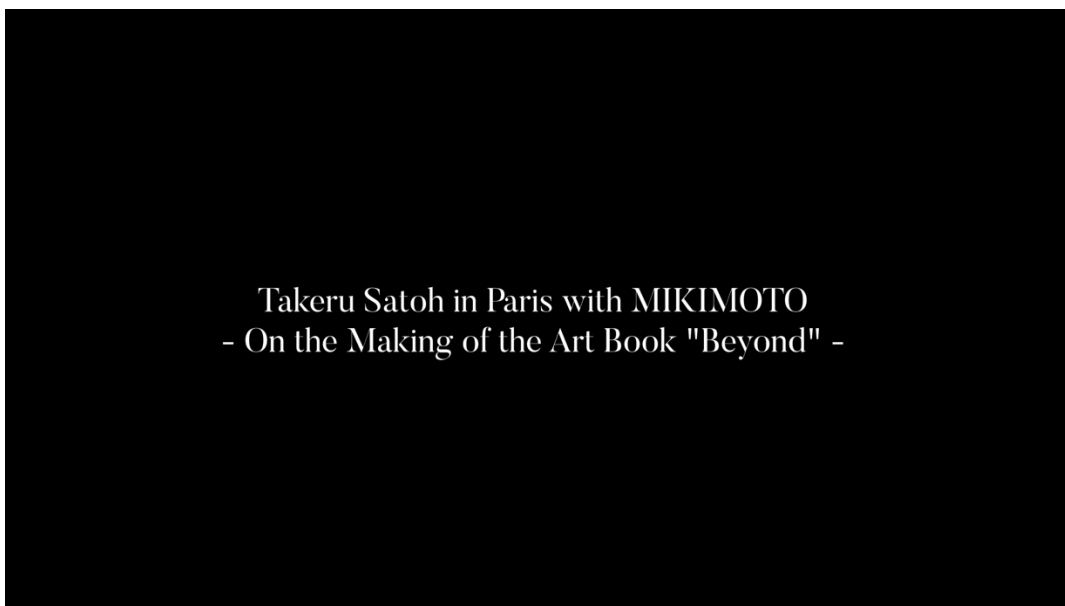 Takeru Satoh in Paris with MIKIMOTO
- On the Making of the Art Book "Beyond" -